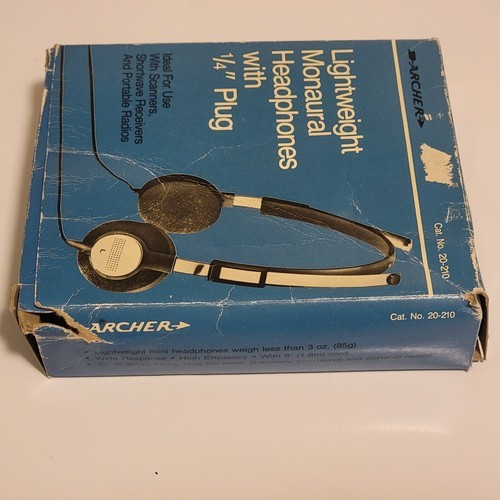 ARCHER
Cat. No. 20-210
Lightweight
Monaural
Headphones
with
1/4" Plug
Ideal For Use
With Scanners,
Shortwave Receivers
And Portable Radios
L
ARCHER
Cat. No. 20-210
• Lightweight mini headphones weigh less than 3 oz. (85g)
• Wide Response • High Efficiency • With 6' (1.8m) cord